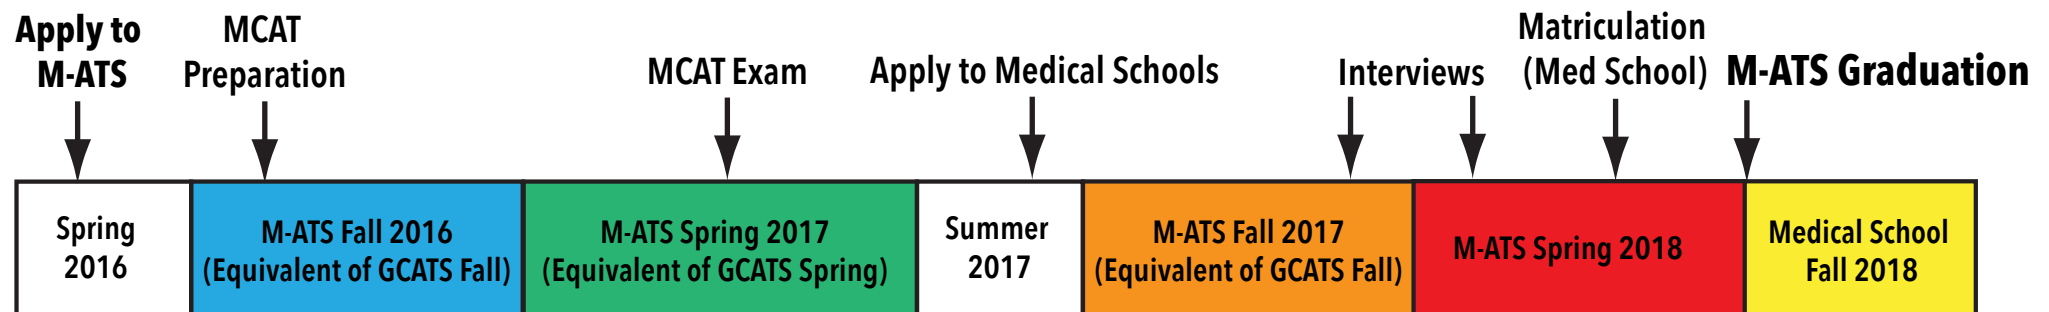 Apply to
M-ATS
MCAT
Preparation
MCAT Exam
Apply to Medical Schools
Interviews
Matriculation
(Med School)
M-ATS Graduation
Spring
2016
M-ATS Fall 2016
(Equivalent of GCATS Fall)
M-ATS Spring 2017
(Equivalent of GCATS Spring)
Summer
2017
M-ATS Fall 2017
(Equivalent of GCATS Fall)
M-ATS Spring 2018
Medical School
Fall 2018